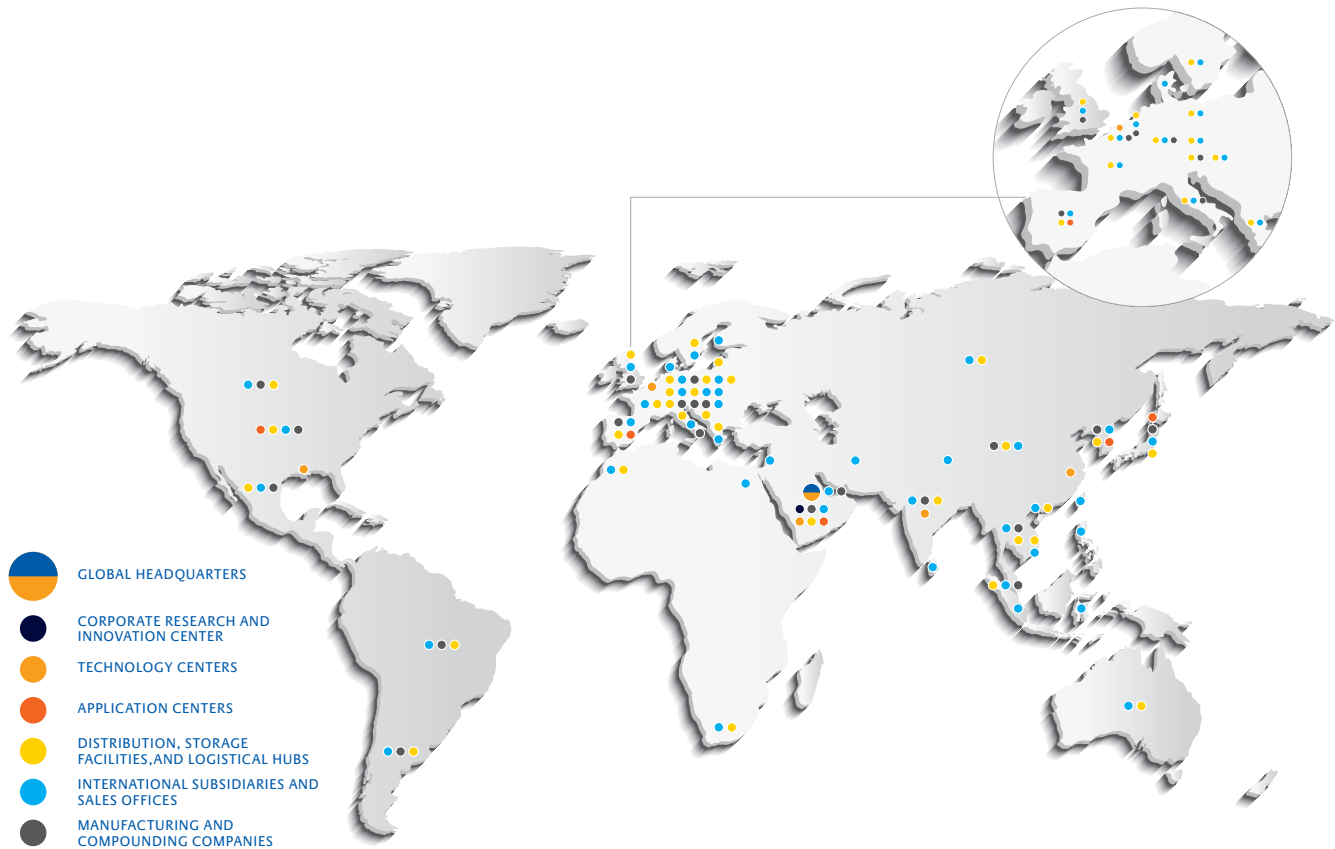 GLOBAL HEADQUARTERS
CORPORATE RESEARCH AND
INNOVATION CENTER
TECHNOLOGY CENTERS
APPLICATION CENTERS
DISTRIBUTION, STORAGE
FACILITIES,AND LOGISTICAL HUBS
INTERNATIONAL SUBSIDIARIES AND
SALES OFFICES
MANUFACTURING AND
COMPOUNDING COMPANIES